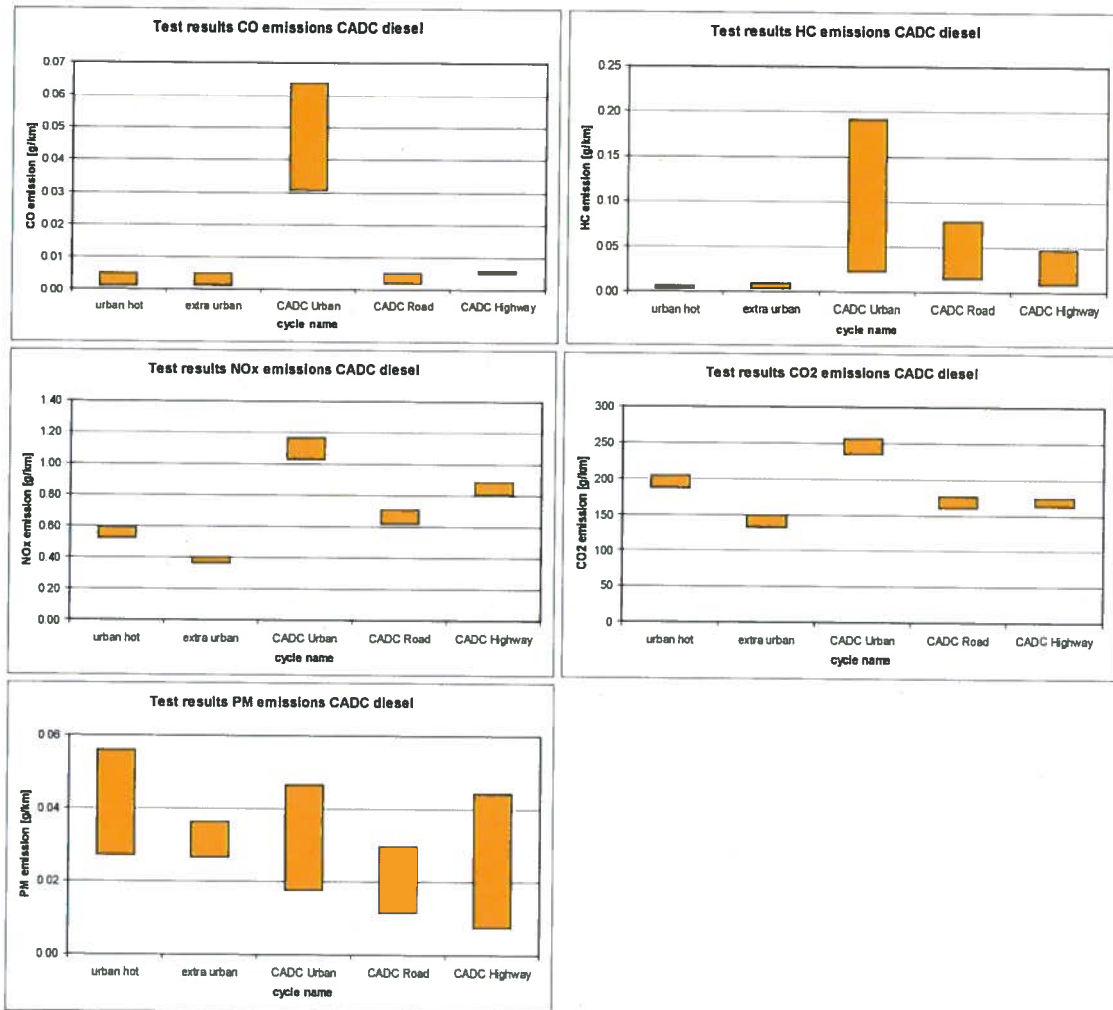 Test results CO emissions CADC diesel
CO emission [g/km]
0.07
0.06
0.05
0.04
0.03
0.02
0.01
0.00
urban hot extra urban CADC Urban CADC Road CADC Highway
cycle name
Test results HC emissions CADC diesel
HC emission [g/km]
0.25
0.20
0.15
0.10
0.05
0.00
urban hot extra urban CADC Urban CADC Road CADC Highway
cycle name
Test results NOx emissions CADC diesel
NOx emission [g/km]
1.40
1.20
1.00
0.80
0.60
0.40
0.20
0.00
urban hot extra urban CADC Urban CADC Road CADC Highway
cycle name
Test results CO2 emissions CADC diesel
CO2 emission [g/km]
300
250
200
150
100
50
0
urban hot extra urban CADC Urban CADC Road CADC Highway
cycle name
Test results PM emissions CADC diesel
PM emission [g/km]
0.06
0.04
0.02
0.00
urban hot extra urban CADC Urban CADC Road CADC Highway
cycle name